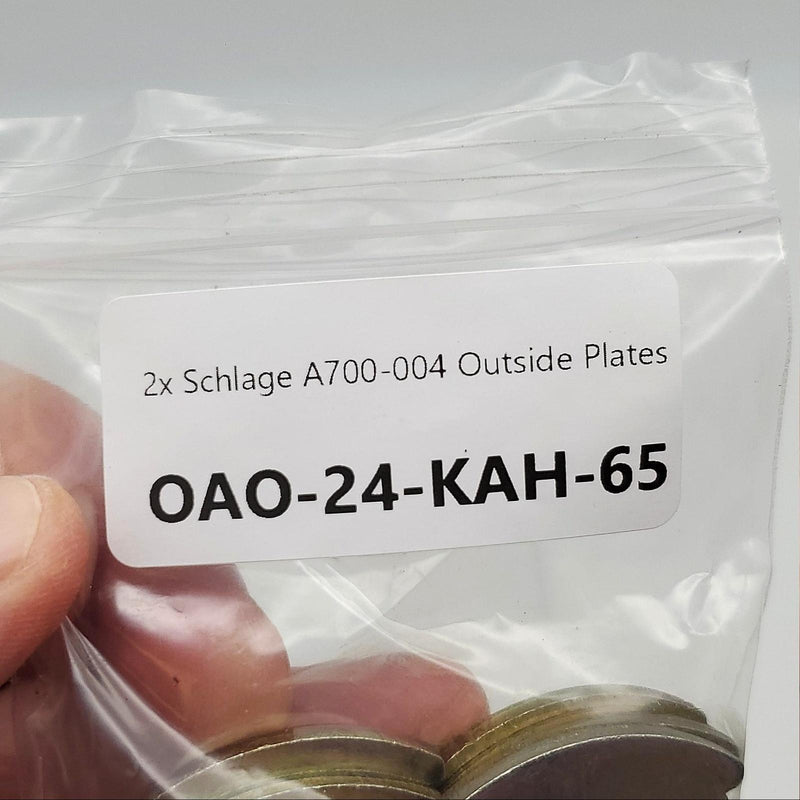 2x Schlage A700-004 Outside Plates
OAO-24-KAH-65